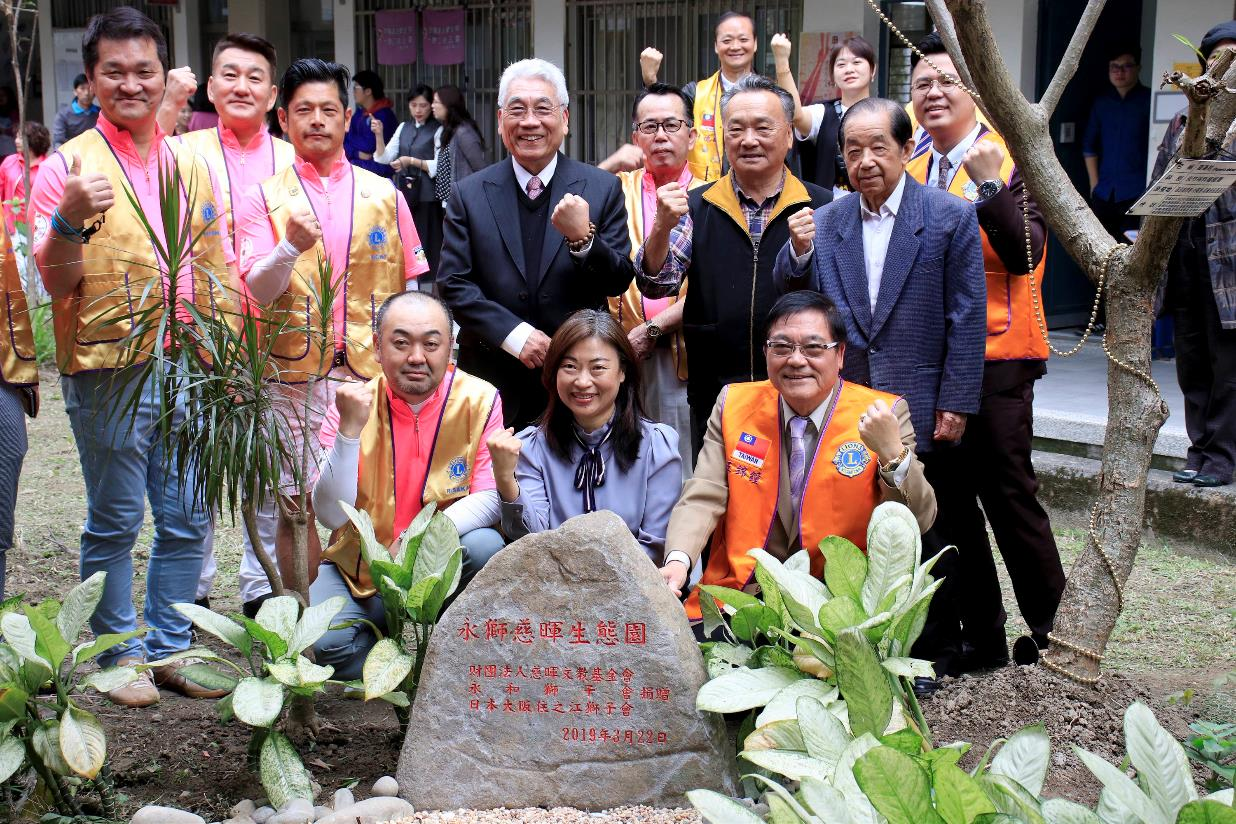 永獅慈暉生態園
財團法人慈暉文教基金會
永和獅子會捐贈
日本大阪住之江獅子會
2019年3月22日
TAIWAN
LIONS
L